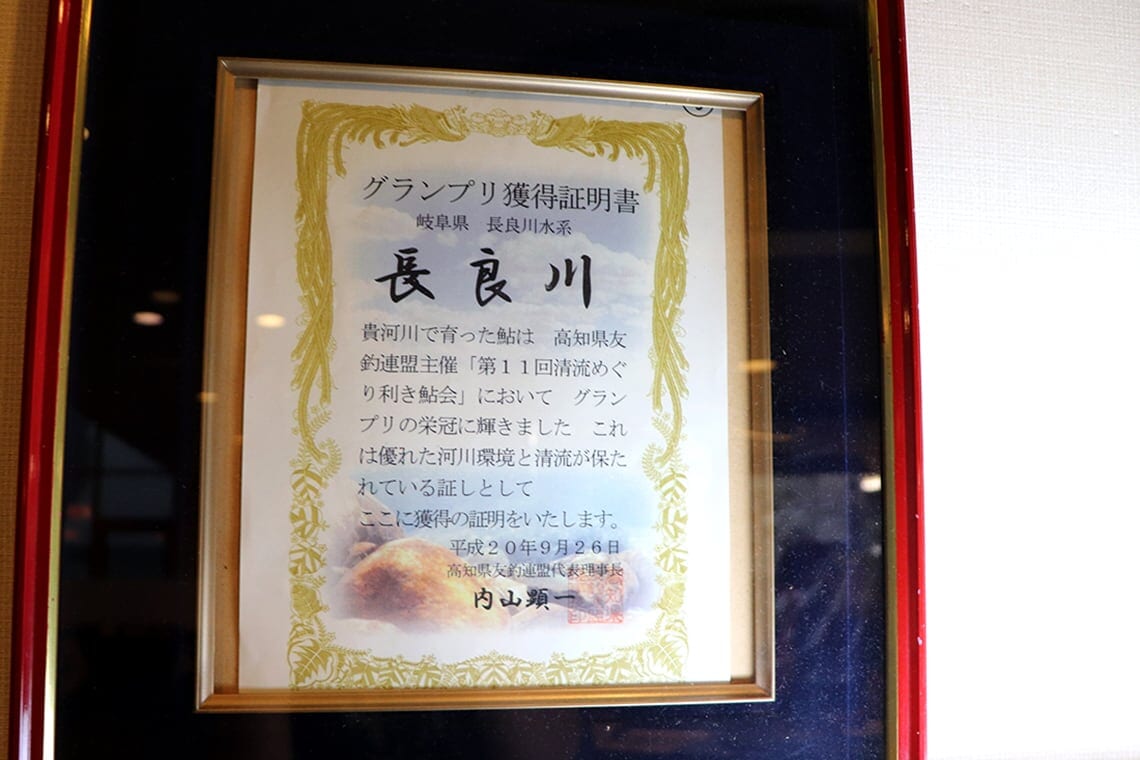 グランプリ獲得証明書
岐阜県　長良川水系
長良川
貴河川で育った鮎は　高知県友
釣連盟主催「第１１回清流めぐ
り利き鮎会」において　グラン
プリの栄冠に輝きました　これ
は優れた河川環境と清流が保た
れている証しとして
ここに獲得の証明をいたします。
平成２０年９月２６日
高知県友釣連盟代表理事長
内山顕一